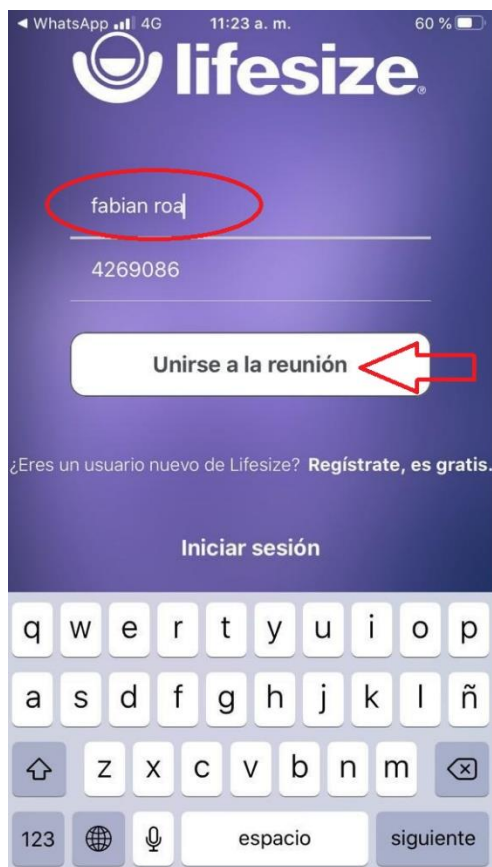 WhatsApp 4G 11:23 a. m. 60 %
lifesize®
fabian roa
4269086
Unirse a la reunión
¿Eres un usuario nuevo de Lifesize? Regístrate, es gratis.
Iniciar sesión
q w e r t y u i o p
a s d f g h j k l ñ
z x c v b n m
123 espacio siguiente